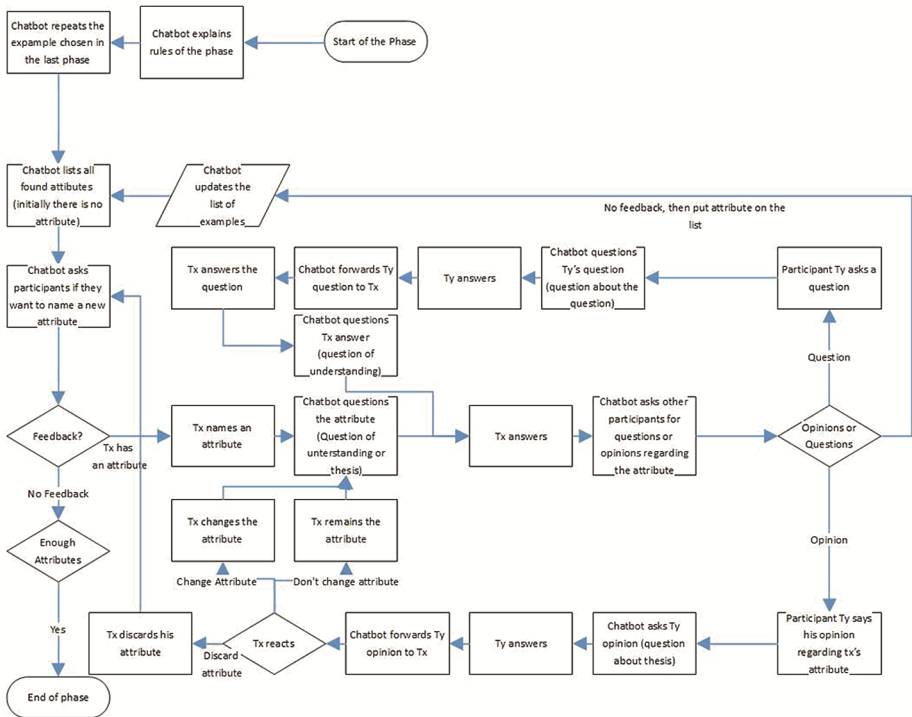 Chatbot repeats
the expample chosen in
the last phase
Chatbot explains
rules of the phase
Start of the Phase
Chatbot lists all
found attibutes
(initially there is no
attribute)
Chatbot
updates the
list of
examples
No feedback, then put attribute on the
list
Chatbot asks
participants if they
want to name a new
attribute
Tx answers the
question
Chatbot forwards Ty
question to Tx
Ty answers
Chatbot questions
Ty's question
(question about
the question)
Participant Ty asks a
question
Chatbot questions
Tx answer
(question of
understanding)
Question
Feedback?
Tx has
an attribute
Tx names an
attribute
Chatbot questions
the attribute
(Question of
unterstanding or
thesis)
Tx answers
Chatbot asks other
participants for
questions or
opinions regarding
the attribute
Opinions or
Questions
No Feedback
Tx changes the
attribute
Tx remains the
attribute
Enough
Attributes
Opinion
Change Attribute
Don't change attribute
Yes
Tx discards his
attribute
Discard
attribute
Tx reacts
Chatbot forwards Ty
opinion to Tx
Ty answers
Chatbot asks Ty
opinion (question
about thesis)
Participant Ty says
his opinion
regarding tx's
attribute
End of phase